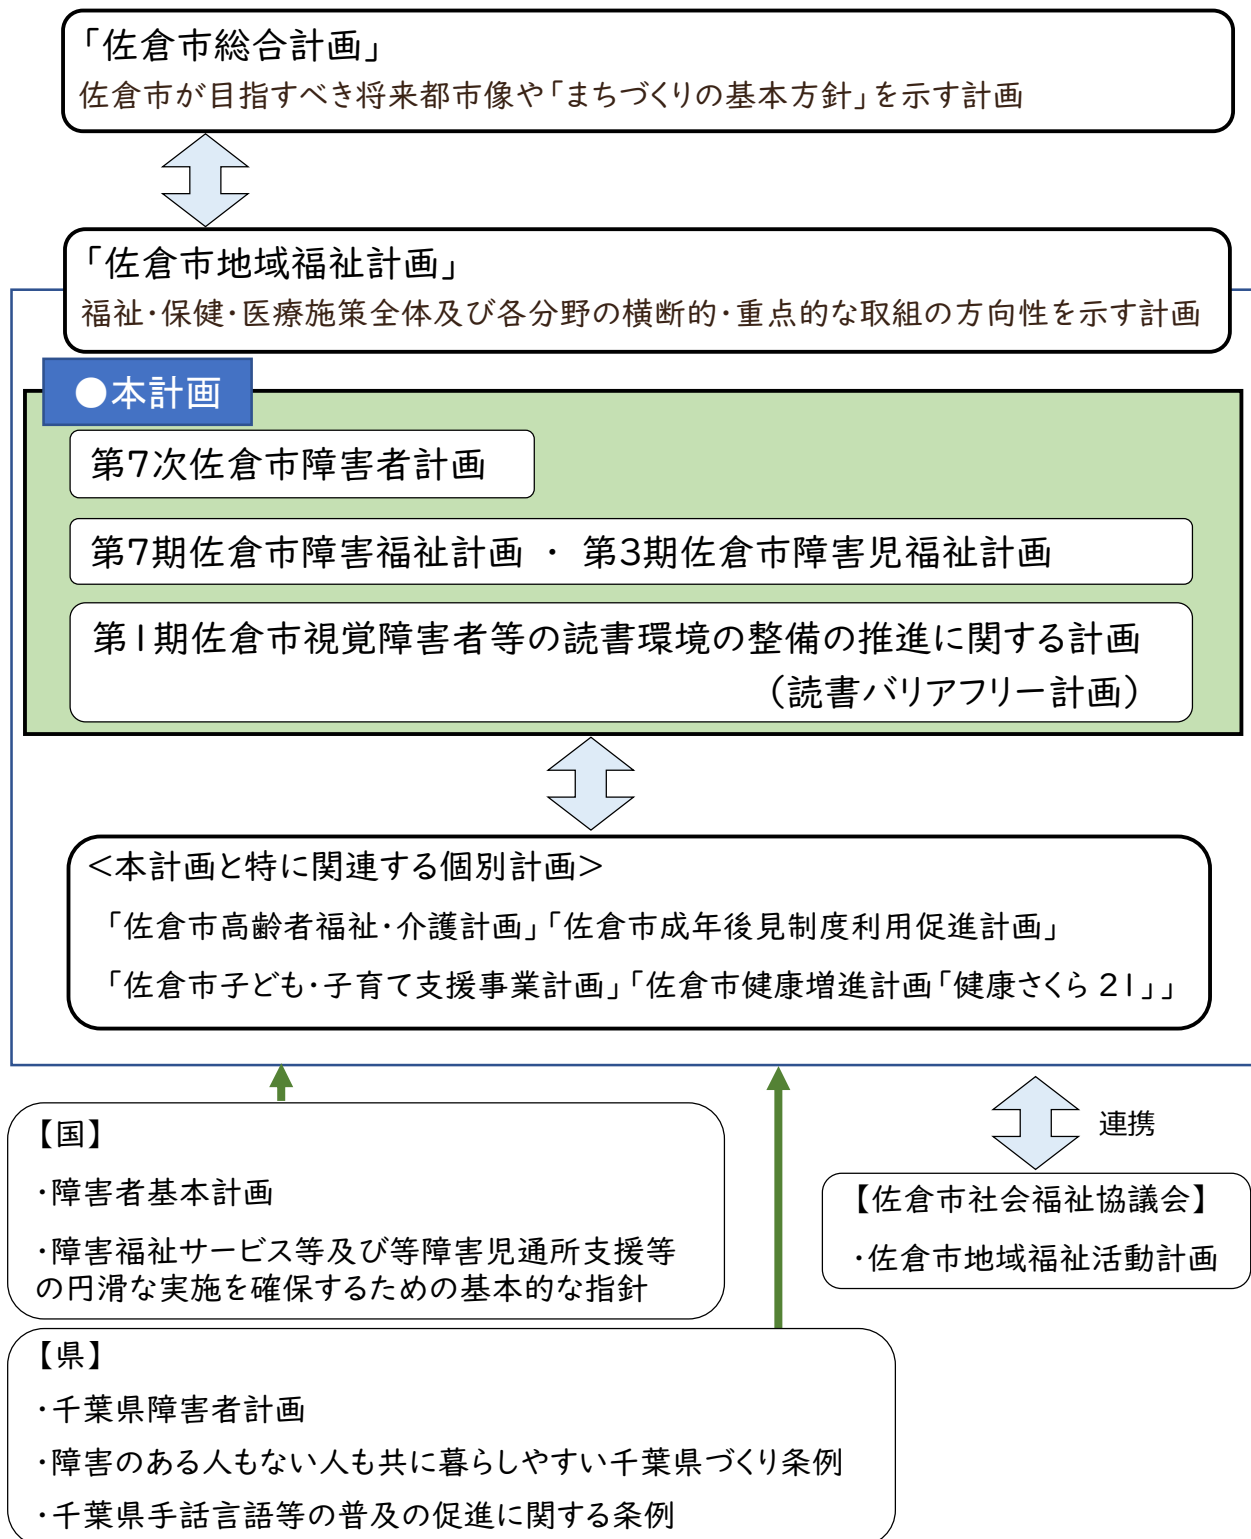 「佐倉市総合計画」
佐倉市が目指すべき将来都市像や「まちづくりの基本方針」を示す計画
「佐倉市地域福祉計画」
福祉・保健・医療施策全体及び各分野の横断的・重点的な取組の方向性を示す計画
●本計画
第7次佐倉市障害者計画
第7期佐倉市障害福祉計画 ・ 第3期佐倉市障害児福祉計画
第1期佐倉市視覚障害者等の読書環境の整備の推進に関する計画
（読書バリアフリー計画）
＜本計画と特に関連する個別計画＞
「佐倉市高齢者福祉・介護計画」「佐倉市成年後見制度利用促進計画」
「佐倉市子ども・子育て支援事業計画」「佐倉市健康増進計画「健康さくら 21」」
【国】
・障害者基本計画
・障害福祉サービス等及び等障害児通所支援等
の円滑な実施を確保するための基本的な指針
連携
【佐倉市社会福祉協議会】
・佐倉市地域福祉活動計画
【県】
・千葉県障害者計画
・障害のある人もない人も共に暮らしやすい千葉県づくり条例
・千葉県手話言語等の普及の促進に関する条例